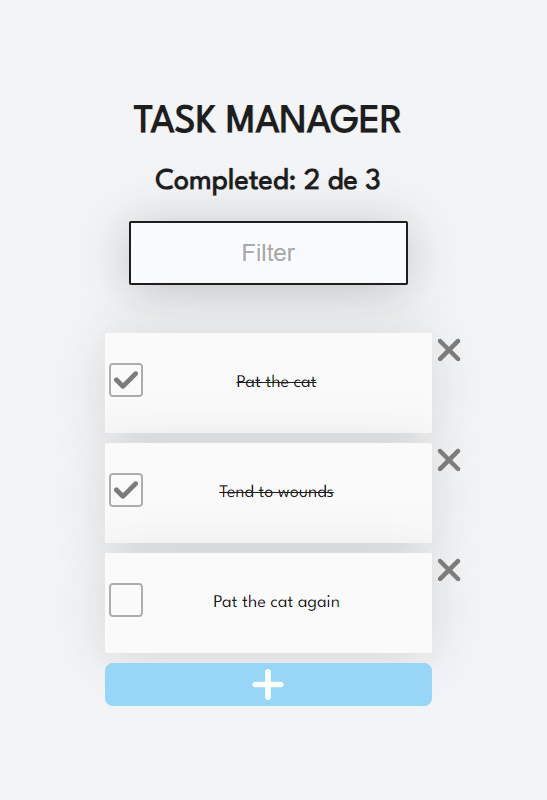 TASK MANAGER
Completed: 2 de 3
Filter
Pat the cat
Tend to wounds
Pat the cat again